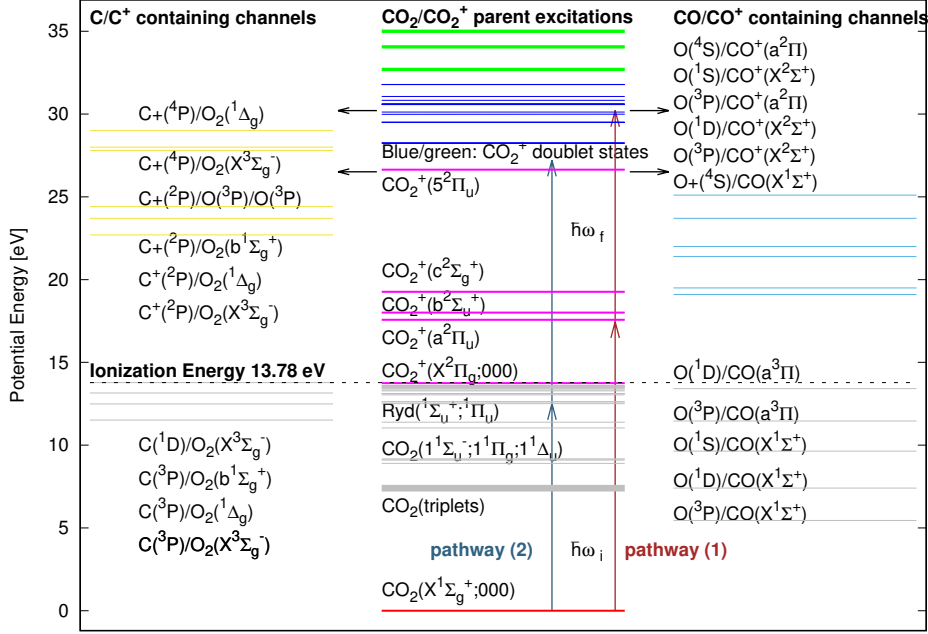 C/C⁺ containing channels
CO₂/CO₂⁺ parent excitations
CO/CO⁺ containing channels
Potential Energy [eV]
35
30
25
20
15
10
5
0
C+(⁴P)/O₂(¹Δg)
C+(⁴P)/O₂(X³Σg⁻)
C+(²P)/O(³P)/O(³P)
C+(²P)/O₂(b¹Σg⁺)
C⁺(²P)/O₂(¹Δg)
C⁺(²P)/O₂(X³Σg⁻)
Ionization Energy 13.78 eV
C(¹D)/O₂(X³Σg⁻)
C(³P)/O₂(b¹Σg⁺)
C(³P)/O₂(¹Δg)
C(³P)/O₂(X³Σg⁻)
Blue/green: CO₂⁺ doublet states
CO₂⁺(5²Πu)
ħω f
CO₂⁺(c²Σg⁺)
CO₂⁺(b²Σu⁺)
CO₂⁺(a²Πu)
CO₂⁺(X²Πg;000)
Ryd(¹Σu⁺;¹Πu)
CO₂(1¹Σu⁻;1¹Πg;1¹Δu)
CO₂(triplets)
pathway (2)
ħω i
pathway (1)
CO₂(X¹Σg⁺;000)
O(⁴S)/CO⁺(a²Π)
O(¹S)/CO⁺(X²Σ⁺)
O(³P)/CO⁺(a²Π)
O(¹D)/CO⁺(X²Σ⁺)
O(³P)/CO⁺(X²Σ⁺)
O+(⁴S)/CO(X¹Σ⁺)
O(¹D)/CO(a³Π)
O(³P)/CO(a³Π)
O(¹S)/CO(X¹Σ⁺)
O(¹D)/CO(X¹Σ⁺)
O(³P)/CO(X¹Σ⁺)